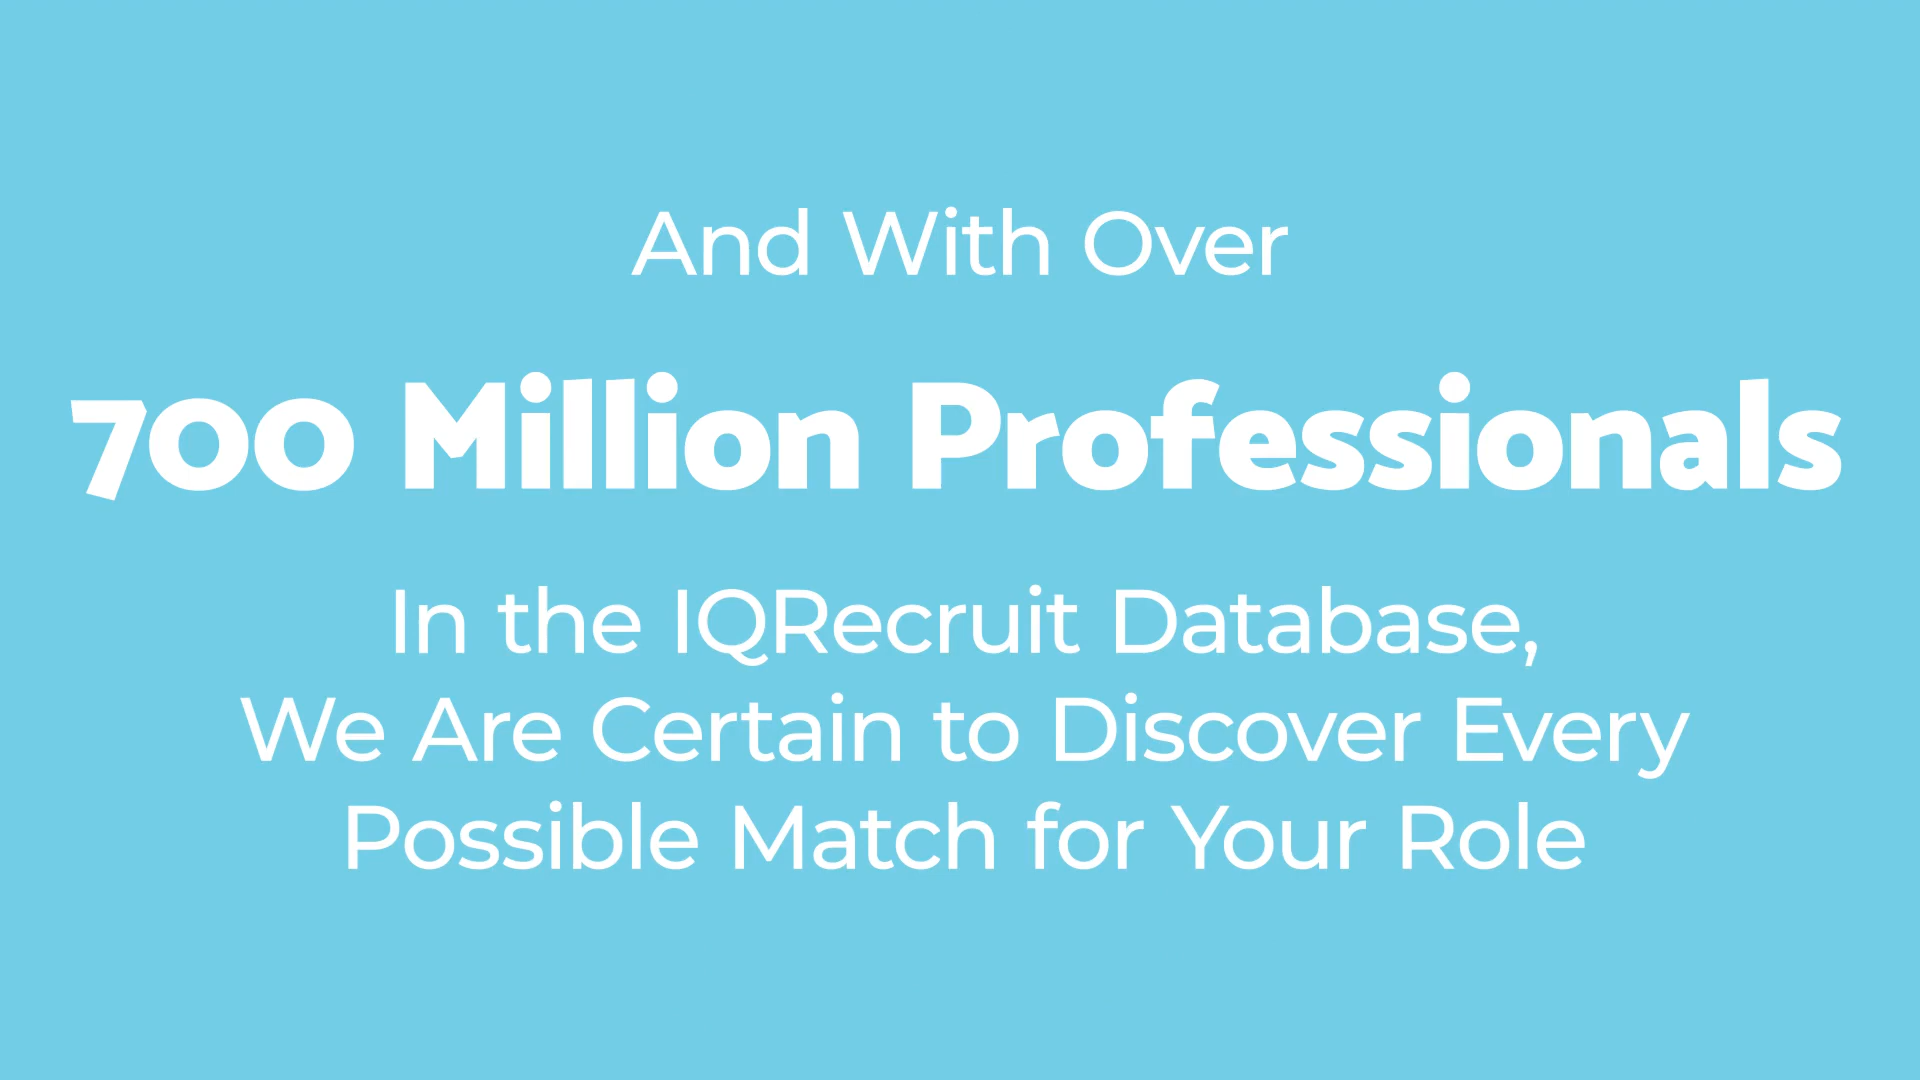 And With Over
700 Million Professionals
In the IQRecruit Database,
We Are Certain to Discover Every
Possible Match for Your Role